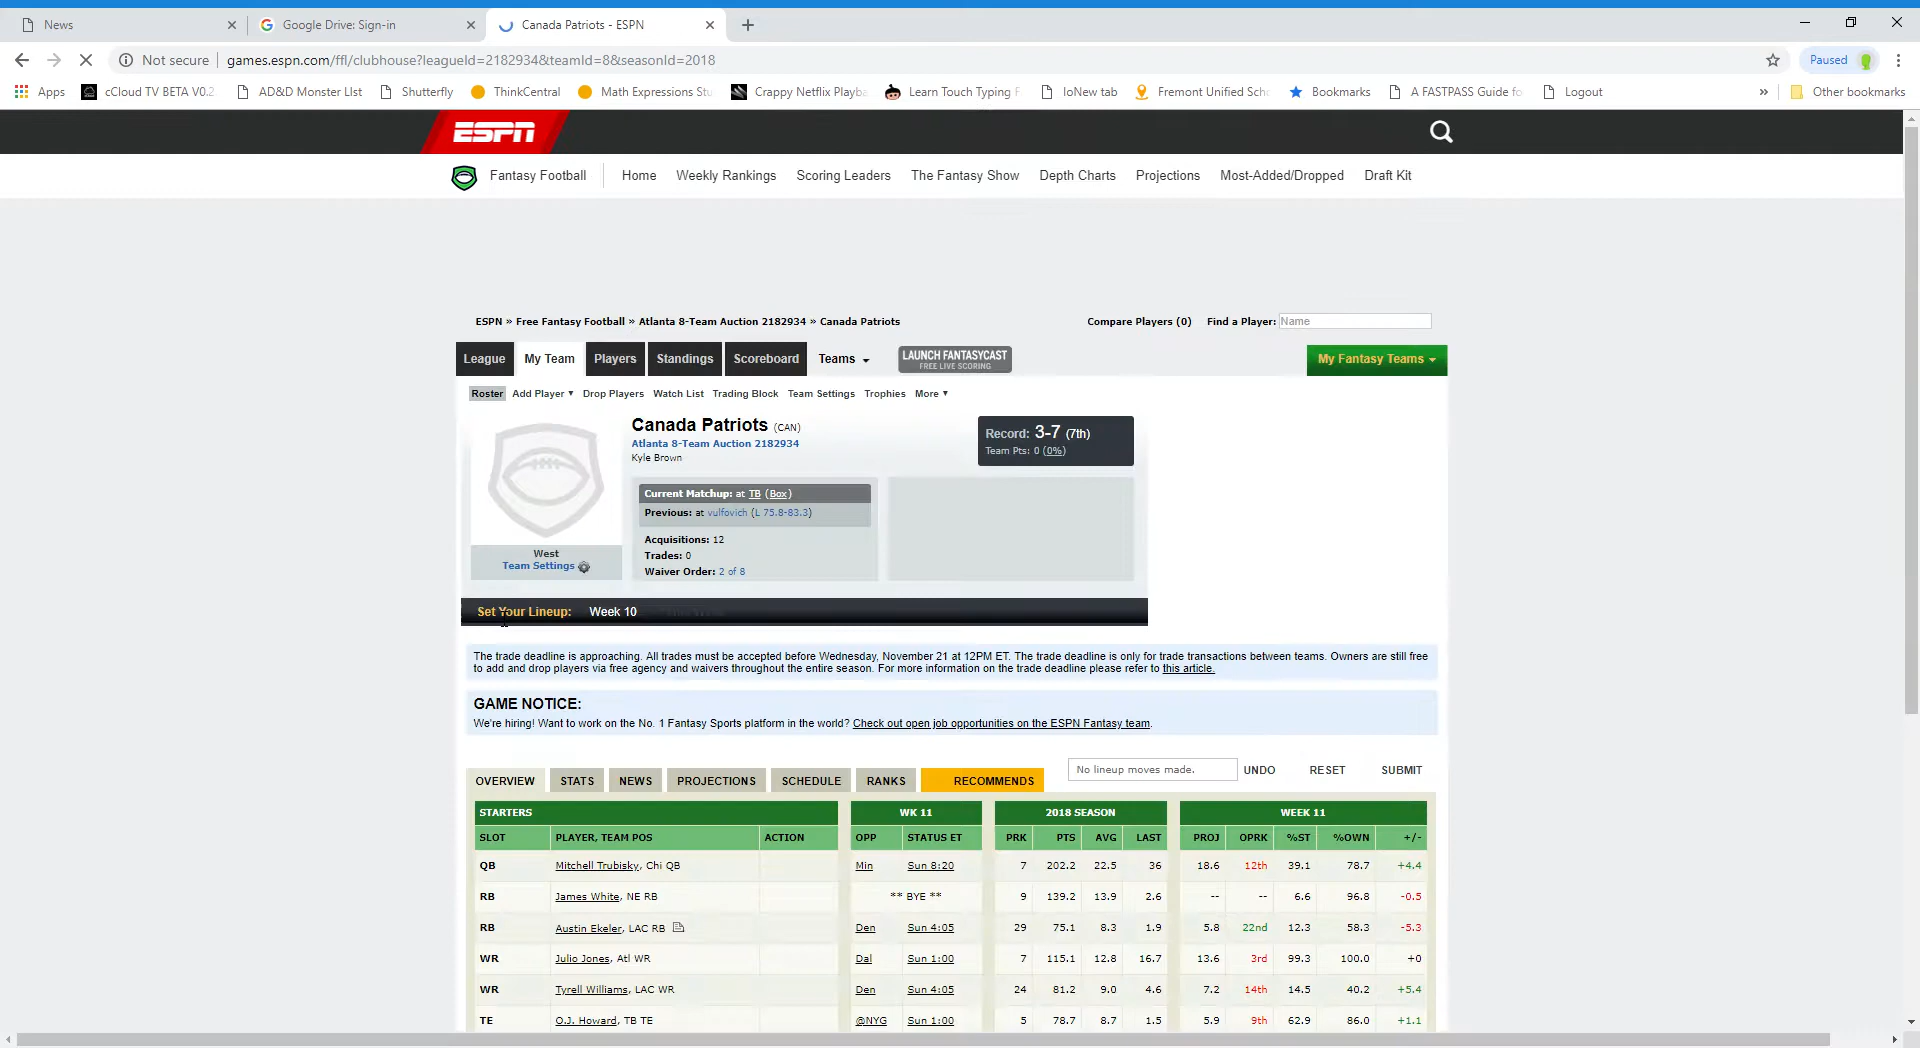 News
Google Drive: Sign-in
Canada Patriots - ESPN
Not secure
games.espn.com/ffl/clubhouse?leagueId=2182934&teamId=8&seasonId=2018
Paused
Apps
cCloud TV BETA V0.2
AD&D Monster LIst
Shutterfly
ThinkCentral
Math Expressions Stu
Crappy Netflix Playba
Learn Touch Typing F
IoNew tab
Fremont Unified Scho
Bookmarks
A FASTPASS Guide fo
Logout
»
Other bookmarks
ESPN
Fantasy Football
Home
Weekly Rankings
Scoring Leaders
The Fantasy Show
Depth Charts
Projections
Most-Added/Dropped
Draft Kit
ESPN » Free Fantasy Football » Atlanta 8-Team Auction 2182934 » Canada Patriots
Compare Players (0)
Find a Player: Name
League
My Team
Players
Standings
Scoreboard
Teams
LAUNCH FANTASYCAST
FREE LIVE SCORING
My Fantasy Teams
Roster
Add Player
Drop Players
Watch List
Trading Block
Team Settings
Trophies
More
Canada Patriots (CAN)
Atlanta 8-Team Auction 2182934
Kyle Brown
Record: 3-7 (7th)
Team Pts: 0 (0%)
Current Matchup: at TB (Box)
Previous: at vulfovich (L 75.8-83.3)
Acquisitions: 12
Trades: 0
Waiver Order: 2 of 8
West
Team Settings
Set Your Lineup: Week 10
The trade deadline is approaching. All trades must be accepted before Wednesday, November 21 at 12PM ET. The trade deadline is only for trade transactions between teams. Owners are still free
to add and drop players via free agency and waivers throughout the entire season. For more information on the trade deadline please refer to this article.
GAME NOTICE:
We're hiring! Want to work on the No. 1 Fantasy Sports platform in the world? Check out open job opportunities on the ESPN Fantasy team.
OVERVIEW
STATS
NEWS
PROJECTIONS
SCHEDULE
RANKS
RECOMMENDS
No lineup moves made.
UNDO
RESET
SUBMIT
STARTERS WK 11 2018 SEASON WEEK 11
SLOT PLAYER, TEAM POS ACTION OPP STATUS ET PRK PTS AVG LAST PROJ OPRK %ST %OWN +/-
QB Mitchell Trubisky, Chi QB Min Sun 8:20 7 202.2 22.5 36 18.6 12th 39.1 78.7 +4.4
RB James White, NE RB ** BYE ** 9 139.2 13.9 2.6 -- -- 6.6 96.8 -0.5
RB Austin Ekeler, LAC RB Den Sun 4:05 29 75.1 8.3 1.9 5.8 22nd 12.3 58.3 -5.3
WR Julio Jones, Atl WR Dal Sun 1:00 7 115.1 12.8 16.7 13.6 3rd 99.3 100.0 +0
WR Tyrell Williams, LAC WR Den Sun 4:05 24 81.2 9.0 4.6 7.2 14th 14.5 40.2 +5.4
TE O.J. Howard, TB TE @NYG Sun 1:00 5 78.7 8.7 1.5 5.9 9th 62.9 86.0 +1.1